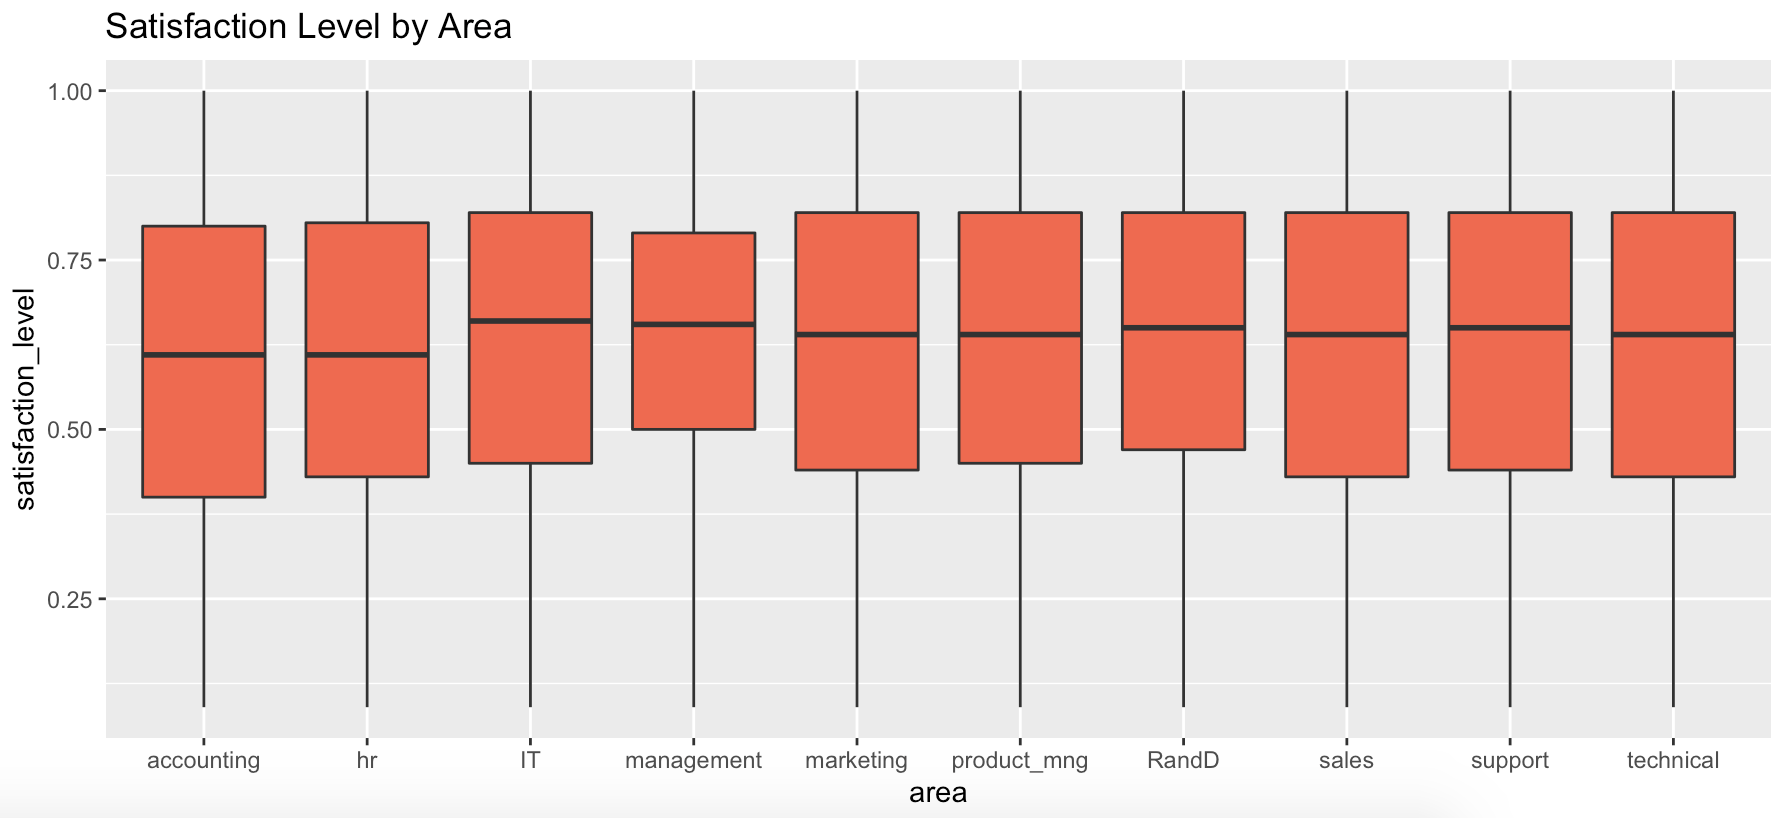 Satisfaction Level by Area
satisfaction_level
1.00
0.75
0.50
0.25
accounting hr IT management marketing product_mng RandD sales support technical
area